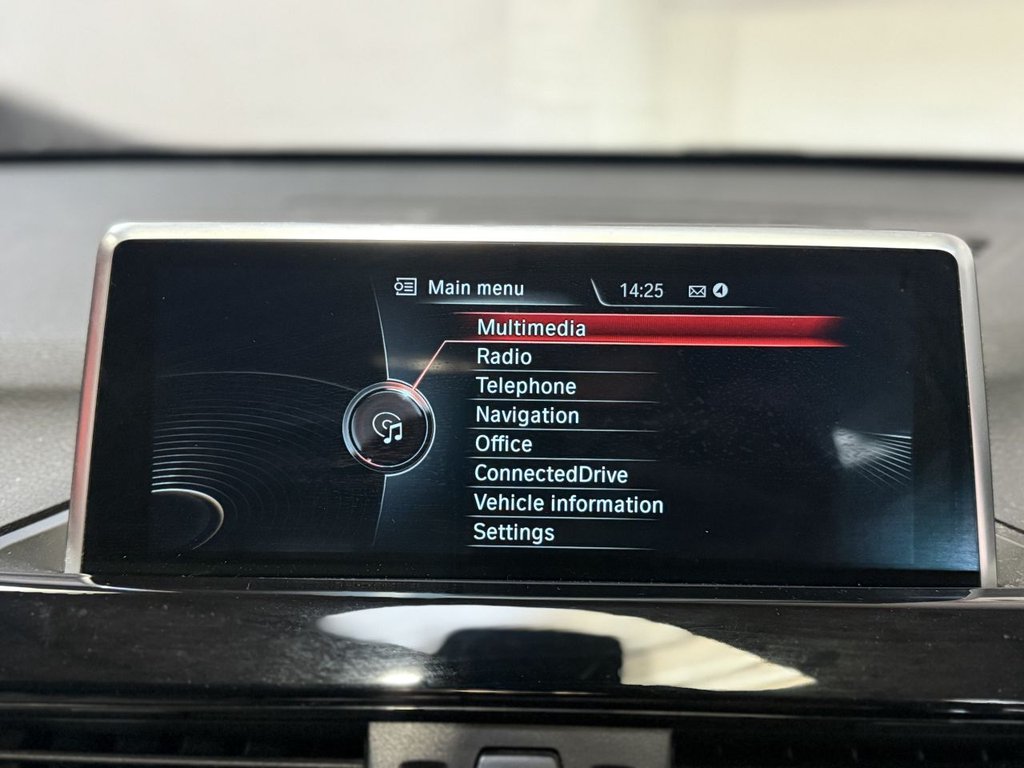 Main menu 14:25
Multimedia
Radio
Telephone
Navigation
Office
ConnectedDrive
Vehicle information
Settings